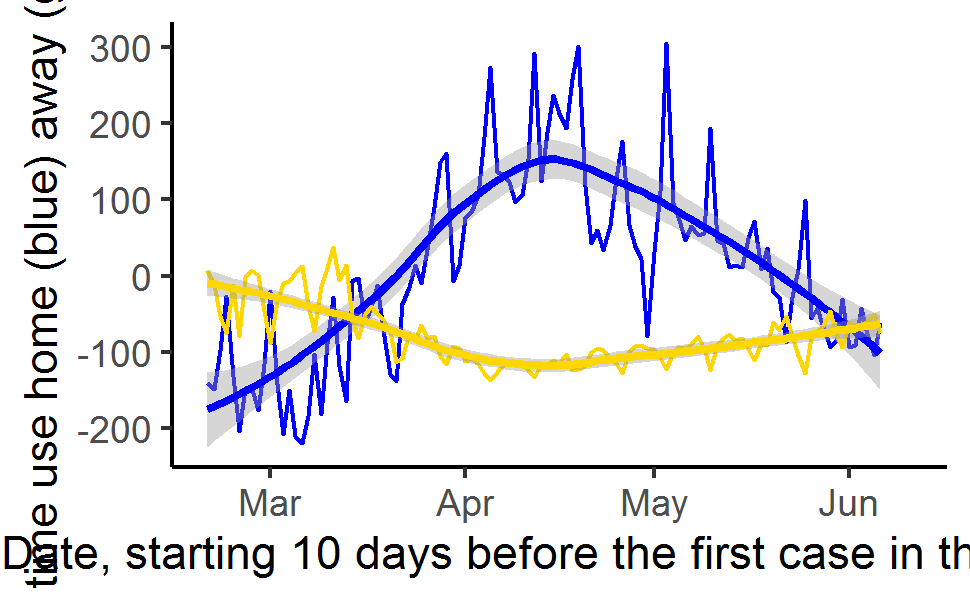 time use home (blue) away (
300
200
100
0
-100
-200
Mar Apr May Jun
Date, starting 10 days before the first case in th